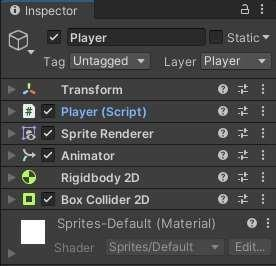 Inspector
Player
Static
Tag Untagged Layer Player
Transform
Player (Script)
Sprite Renderer
Animator
Rigidbody 2D
Box Collider 2D
Sprites-Default (Material)
Shader Sprites/Default Edit...